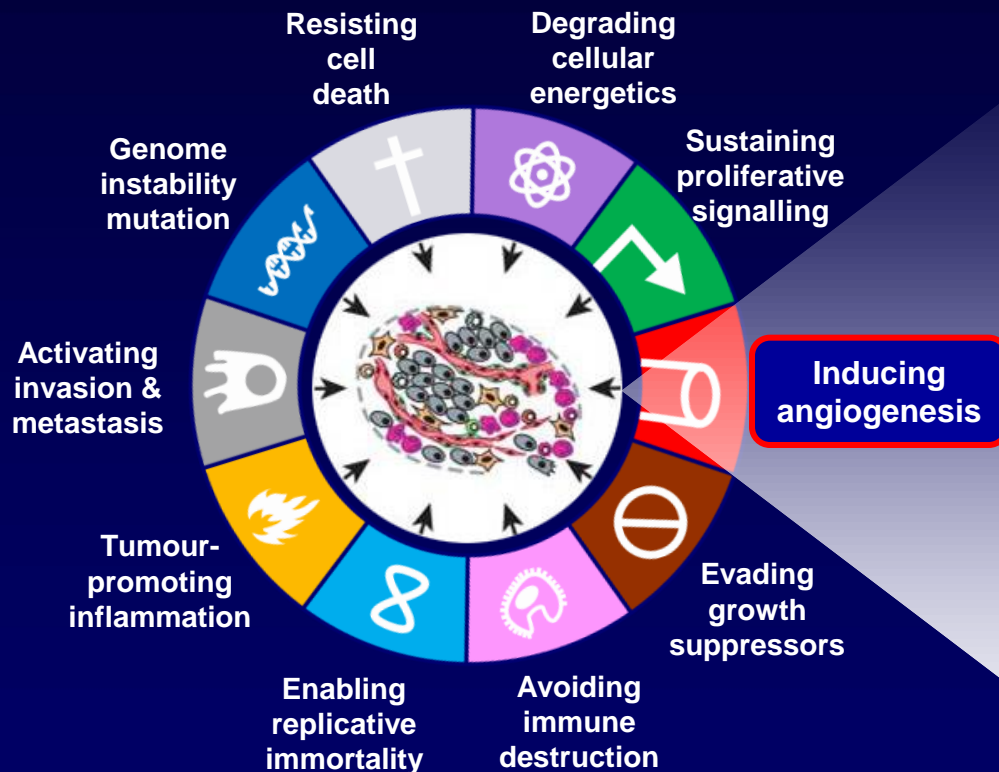 Resisting
cell
death
Degrading
cellular
energetics
Sustaining
proliferative
signalling
Inducing
angiogenesis
Evading
growth
suppressors
Avoiding
immune
destruction
Enabling
replicative
immortality
Tumour-
promoting
inflammation
Activating
invasion &
metastasis
Genome
instability
mutation